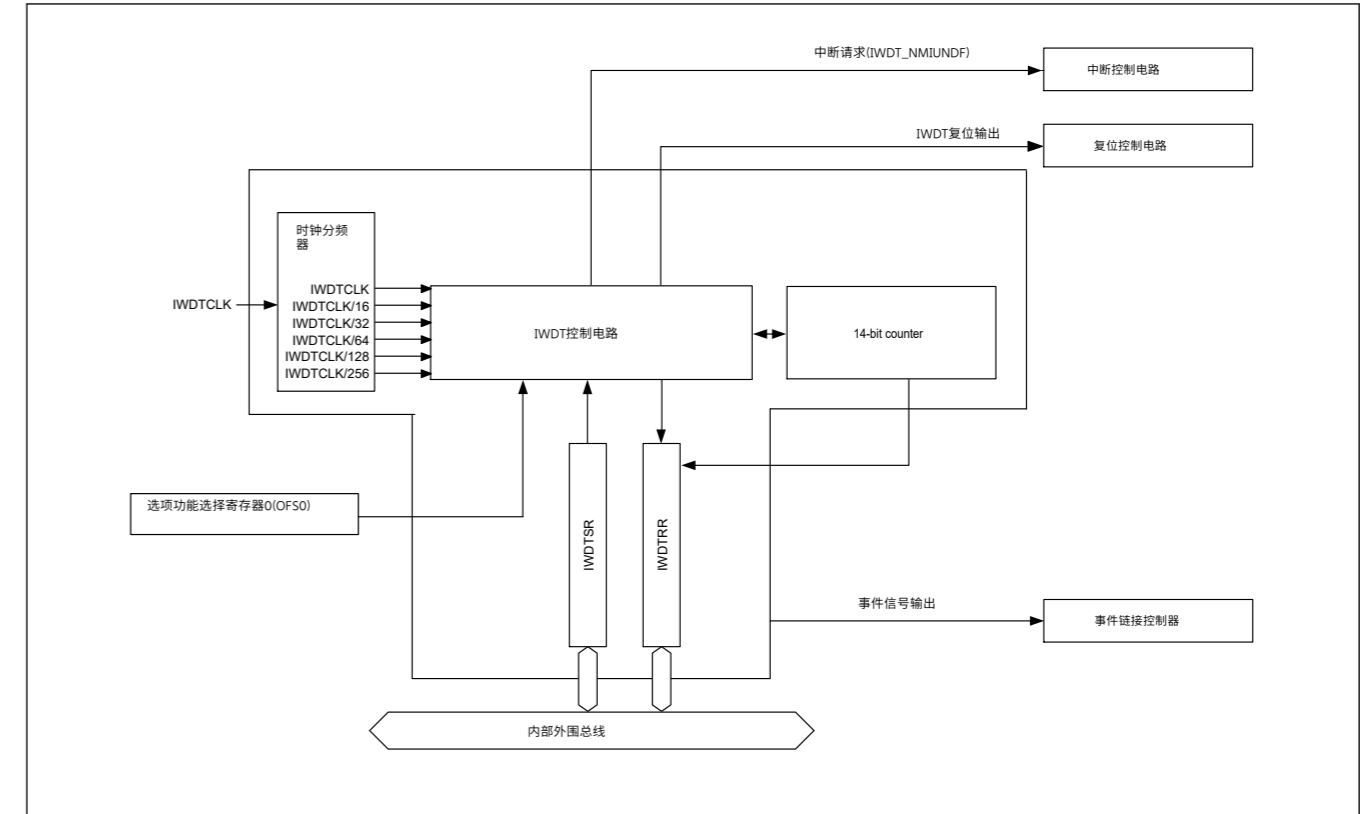 中断请求(IWDT_NMIUNDF)
中断控制电路
IWDT复位输出
复位控制电路
时钟分频
器
IWDTCLK
IWDTCLK
IWDTCLK/16
IWDTCLK/32
IWDTCLK/64
IWDTCLK/128
IWDTCLK/256
IWDT控制电路
14-bit counter
选项功能选择寄存器0(OFS0)
IWDTSR
IWDTRR
事件信号输出
事件链接控制器
内部外围总线